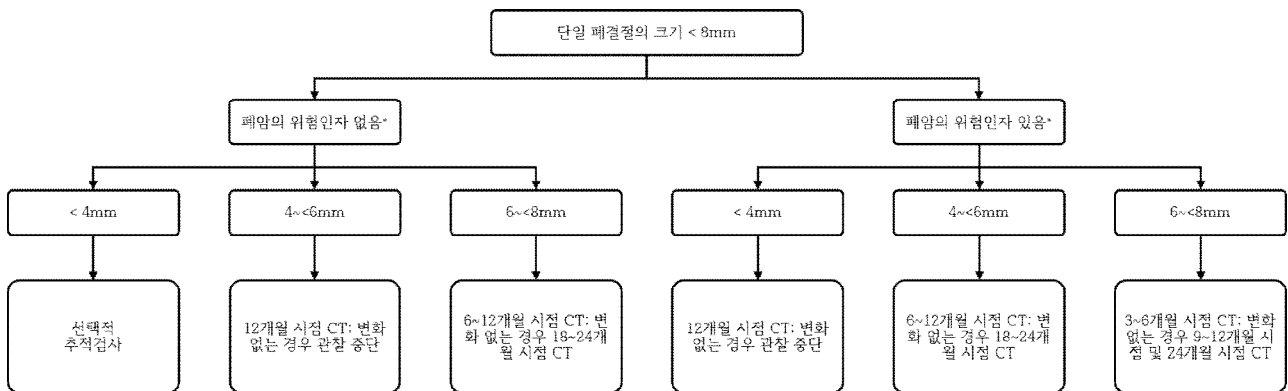 단일 폐결절의 크기 < 8mm
폐암의 위험인자 없음*
폐암의 위험인자 있음*
< 4mm
4~<6mm
6~<8mm
< 4mm
4~<6mm
6~<8mm
선택적
추적검사
12개월 시점 CT: 변화
없는 경우 관찰 중단
6~12개월 시점 CT: 변
화 없는 경우 18~24개
월 시점 CT
12개월 시점 CT: 변화
없는 경우 관찰 중단
6~12개월 시점 CT: 변
화 없는 경우 18~24개
월 시점 CT
3~6개월 시점 CT: 변화
없는 경우 9~12개월 시
점 및 24개월 시점 CT